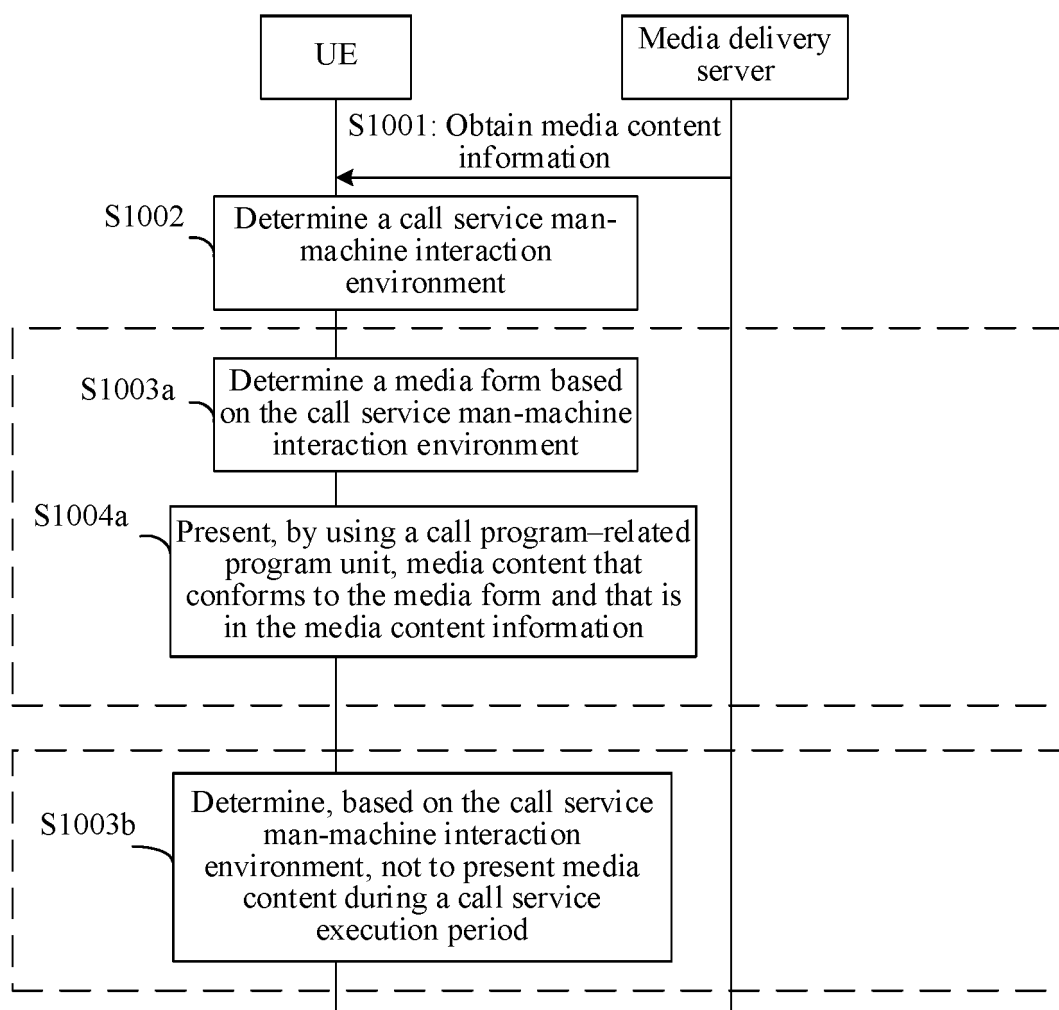 UE
Media delivery
server
S1001: Obtain media content
information
S1002
Determine a call service man-
machine interaction
environment
S1003a
Determine a media form based
on the call service man-machine
interaction environment
S1004a
Present, by using a call program–related
program unit, media content that
conforms to the media form and that is
in the media content information
S1003b
Determine, based on the call service
man-machine interaction
environment, not to present media
content during a call service
execution period